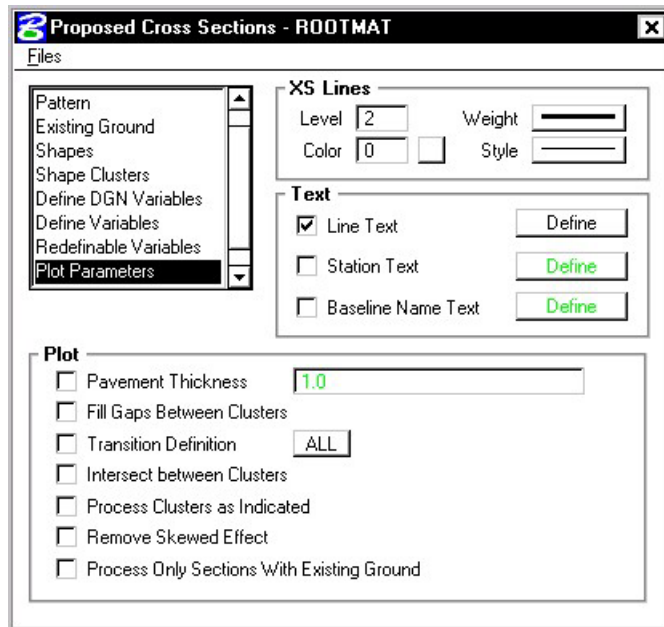 Proposed Cross Sections - ROOTMAT
Files
Pattern
Existing Ground
Shapes
Shape Clusters
Define DGN Variables
Define Variables
Redefinable Variables
Plot Parameters
XS Lines
Level 2 Weight
Color 0 Style
Text
Line Text Define
Station Text Define
Baseline Name Text Define
Plot
Pavement Thickness 1.0
Fill Gaps Between Clusters
Transition Definition ALL
Intersect between Clusters
Process Clusters as Indicated
Remove Skewed Effect
Process Only Sections With Existing Ground